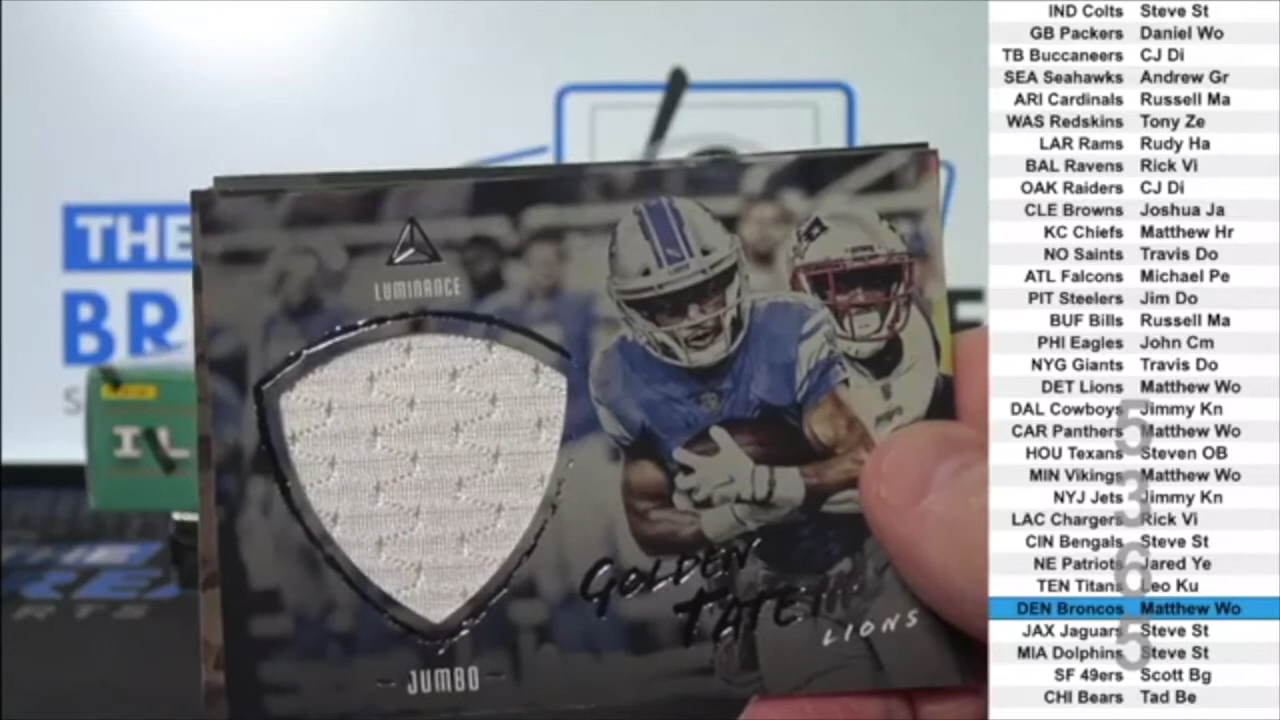 THE
BR
IL
LUMINANCE
GOLDEN
TATE III
LIONS
JUMBO
IND Colts Steve St
GB Packers Daniel Wo
TB Buccaneers CJ Di
SEA Seahawks Andrew Gr
ARI Cardinals Russell Ma
WAS Redskins Tony Ze
LAR Rams Rudy Ha
BAL Ravens Rick Vi
OAK Raiders CJ Di
CLE Browns Joshua Ja
KC Chiefs Matthew Hr
NO Saints Travis Do
ATL Falcons Michael Pe
PIT Steelers Jim Do
BUF Bills Russell Ma
PHI Eagles John Cm
NYG Giants Travis Do
DET Lions Matthew Wo
DAL Cowboys Jimmy Kn
CAR Panthers Matthew Wo
HOU Texans Steven OB
MIN Vikings Matthew Wo
NYJ Jets Jimmy Kn
LAC Chargers Rick Vi
CIN Bengals Steve St
NE Patriots Jared Ye
TEN Titans Leo Ku
DEN Broncos Matthew Wo
JAX Jaguars Steve St
MIA Dolphins Steve St
SF 49ers Scott Bg
CHI Bears Tad Be